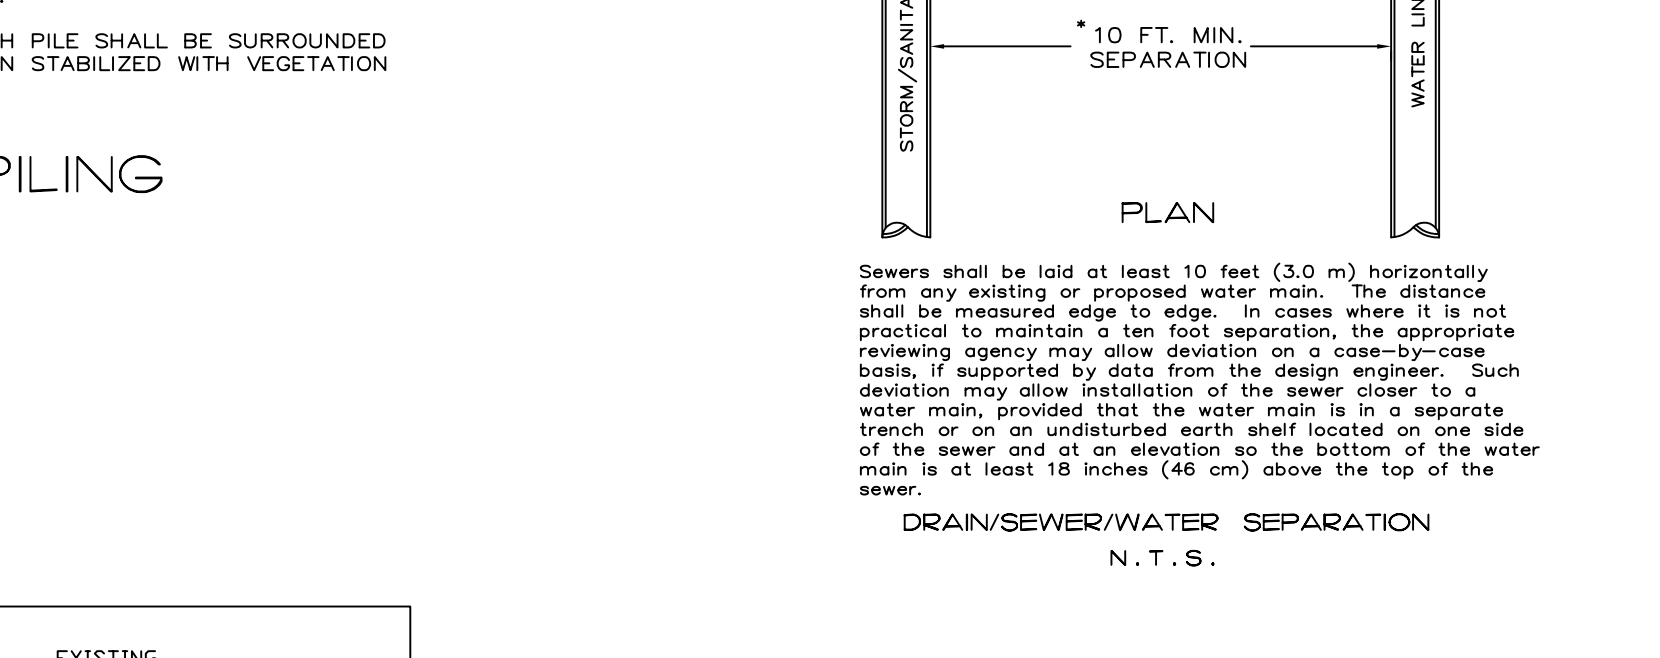 H PILE SHALL BE SURROUNDED
N STABILIZED WITH VEGETATION
PILING
EXISTING
STORM/SANITA
* 10 FT. MIN.
SEPARATION
WATER LIN
PLAN
Sewers shall be laid at least 10 feet (3.0 m) horizontally
from any existing or proposed water main.  The distance
shall be measured edge to edge.  In cases where it is not
practical to maintain a ten foot separation, the appropriate
reviewing agency may allow deviation on a case–by–case
basis, if supported by data from the design engineer.  Such
deviation may allow installation of the sewer closer to a
water main, provided that the water main is in a separate
trench or on an undisturbed earth shelf located on one side
of the sewer and at an elevation so the bottom of the water
main is at least 18 inches (46 cm) above the top of the
sewer.
DRAIN/SEWER/WATER SEPARATION
N.T.S.